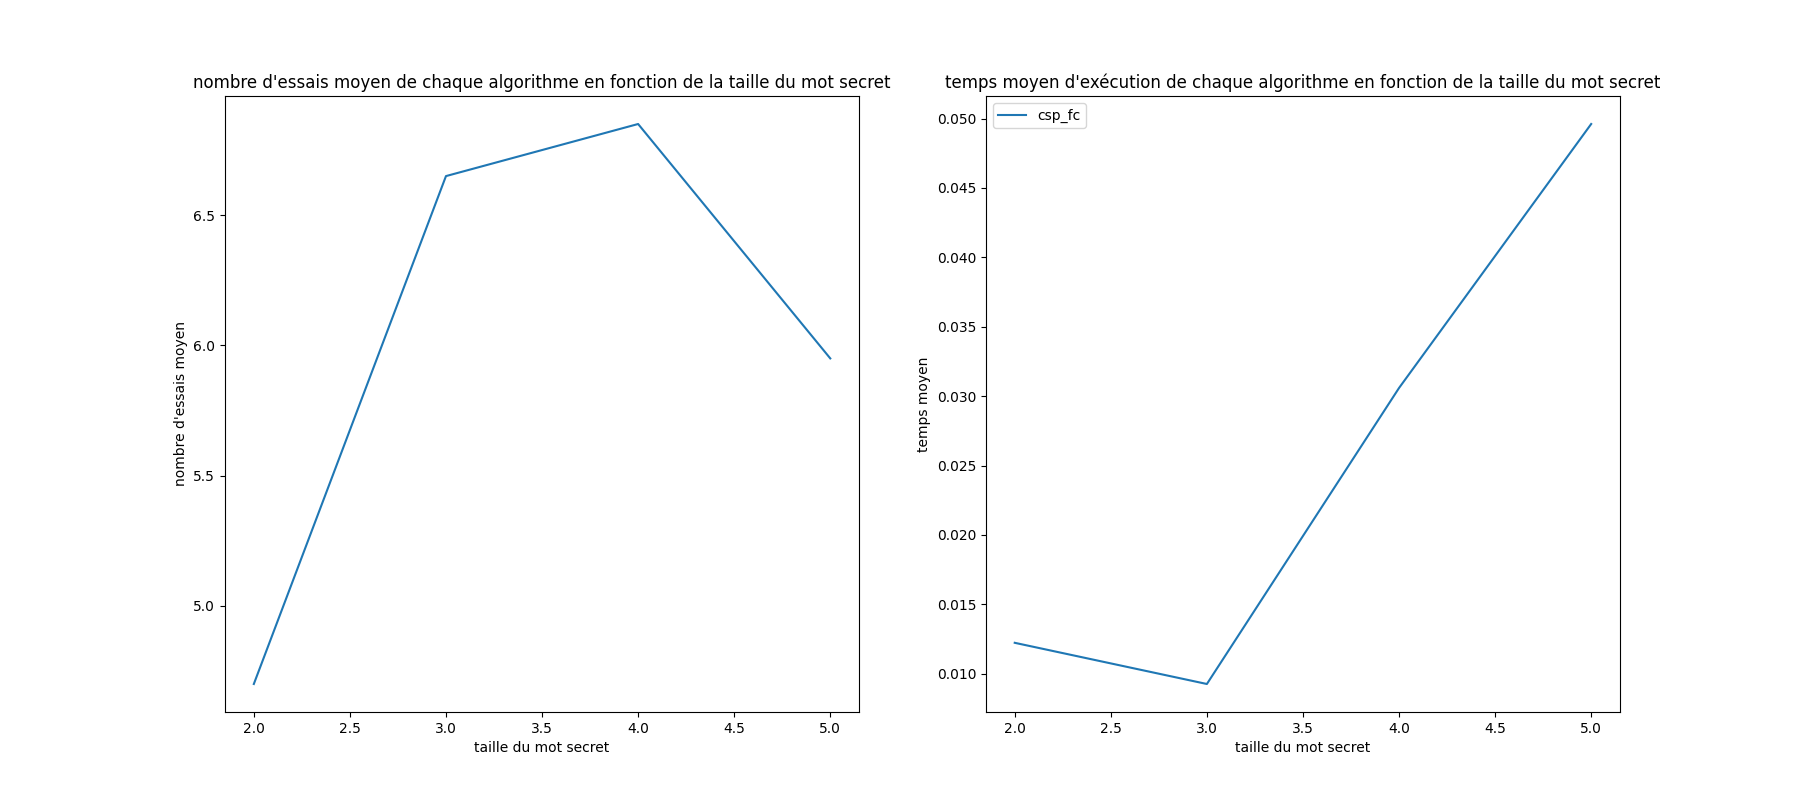 nombre d'essais moyen de chaque algorithme en fonction de la taille du mot secret
nombre d'essais moyen
6.5
6.0
5.5
5.0
2.0 2.5 3.0 3.5 4.0 4.5 5.0
taille du mot secret
temps moyen d'exécution de chaque algorithme en fonction de la taille du mot secret
csp_fc
temps moyen
0.050
0.045
0.040
0.035
0.030
0.025
0.020
0.015
0.010
2.0 2.5 3.0 3.5 4.0 4.5 5.0
taille du mot secret